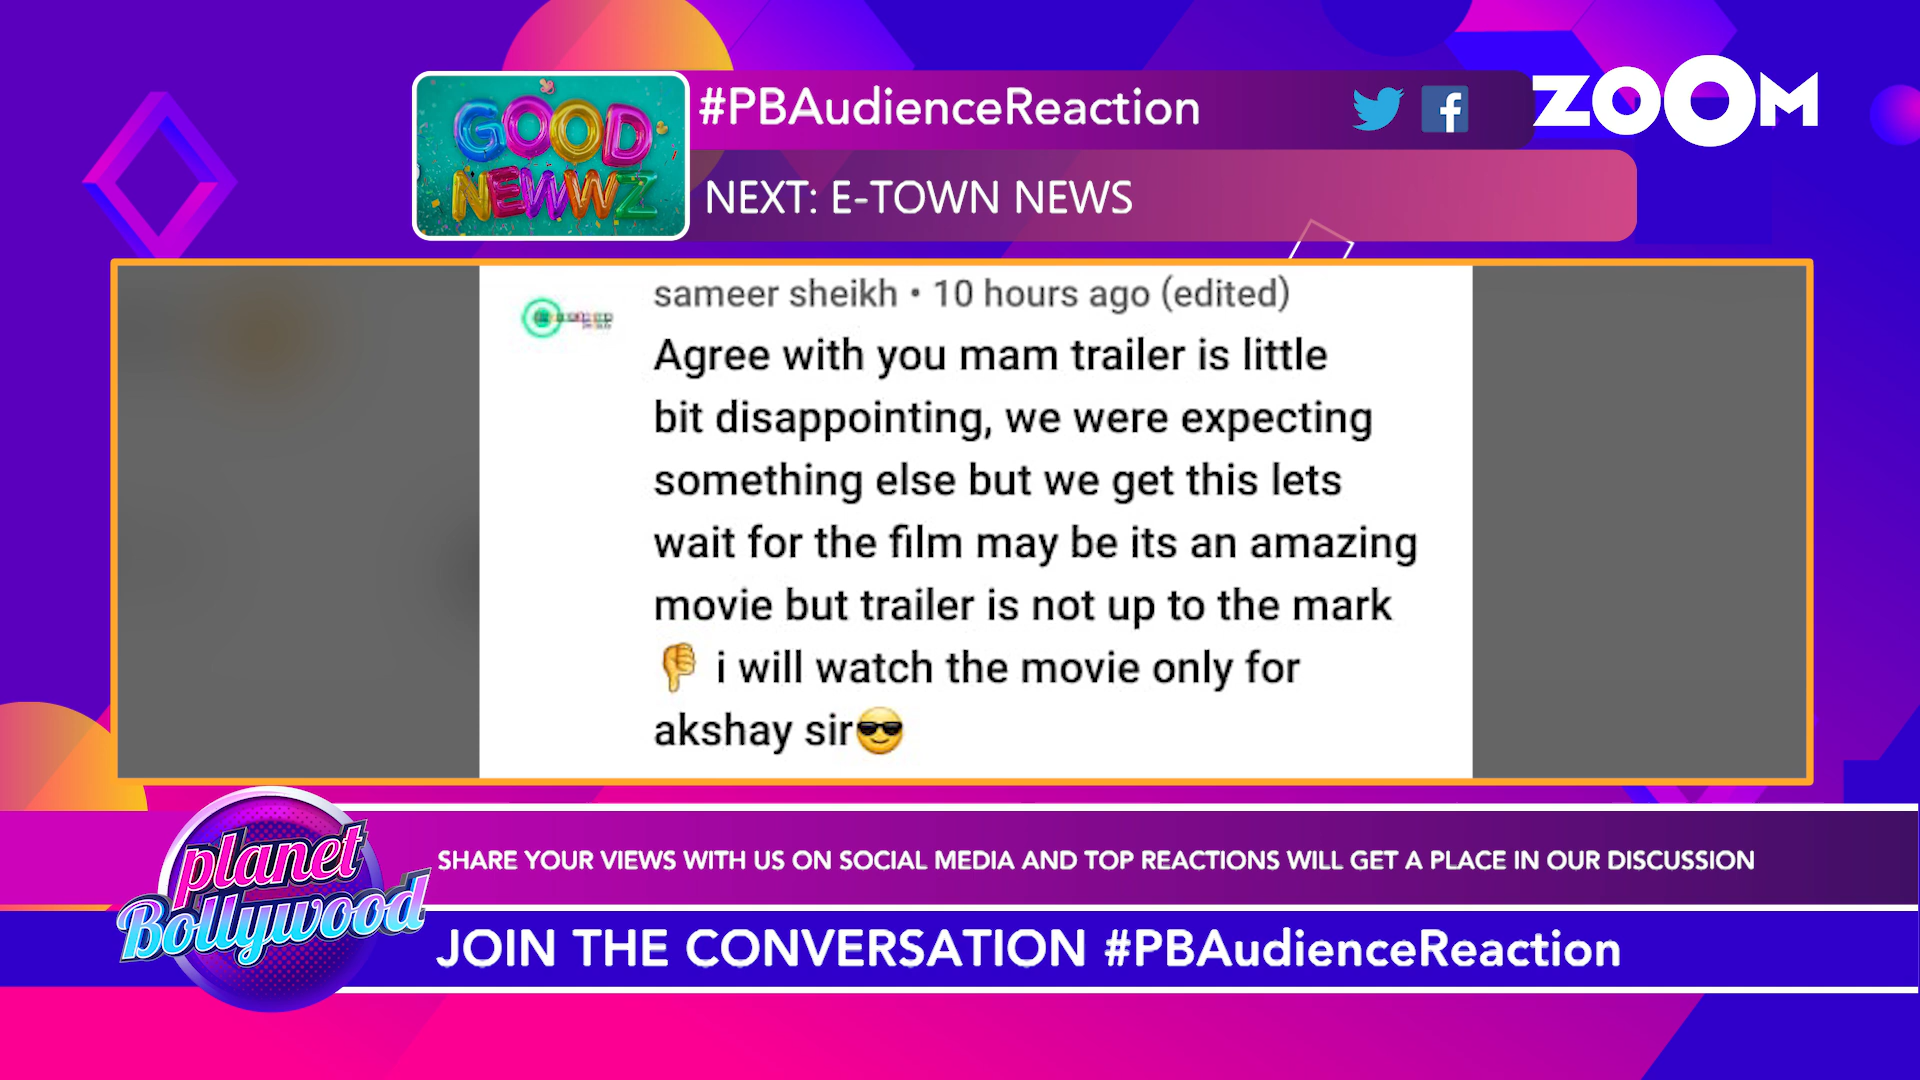 GOOD
NEWWZ
#PBAudienceReaction
ZOOM
NEXT: E-TOWN NEWS
sameer sheikh • 10 hours ago (edited)
Agree with you mam trailer is little
bit disappointing, we were expecting
something else but we get this lets
wait for the film may be its an amazing
movie but trailer is not up to the mark
👎 i will watch the movie only for
akshay sir😎
planet
Bollywood
SHARE YOUR VIEWS WITH US ON SOCIAL MEDIA AND TOP REACTIONS WILL GET A PLACE IN OUR DISCUSSION
JOIN THE CONVERSATION #PBAudienceReaction